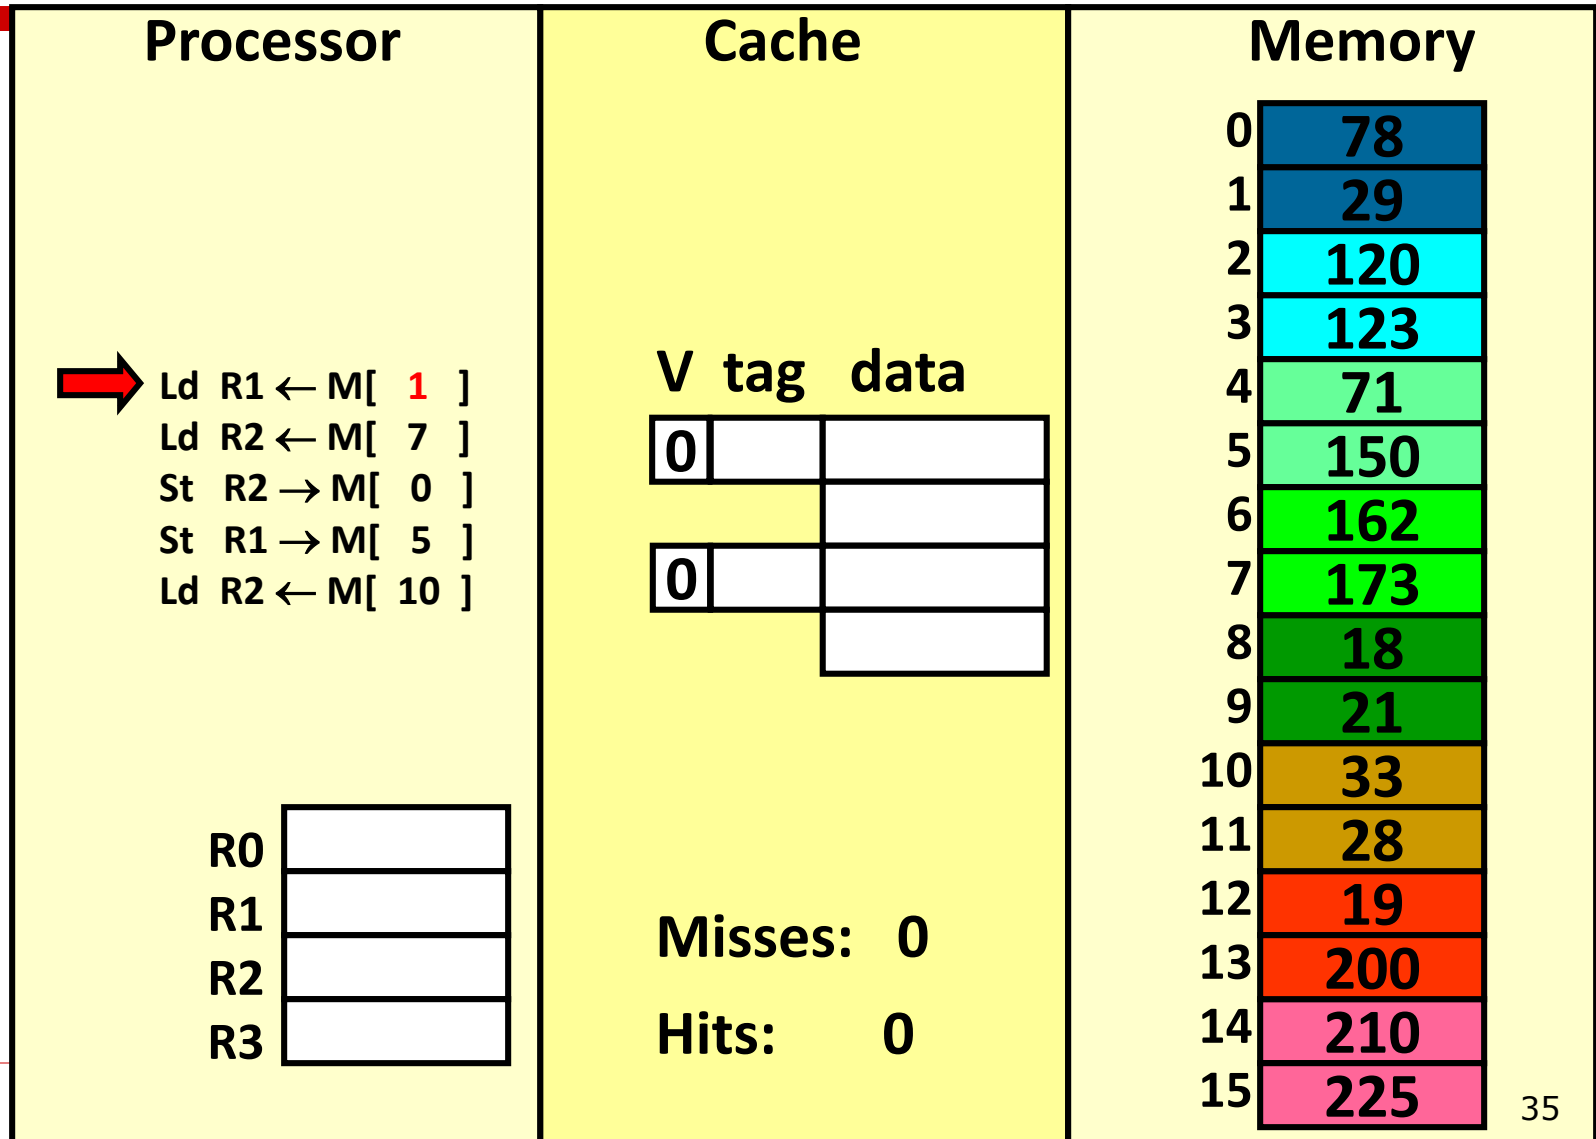 Processor
Ld R1 ← M[ 1 ]
Ld R2 ← M[ 7 ]
St R2 → M[ 0 ]
St R1 → M[ 5 ]
Ld R2 ← M[ 10 ]
R0
R1
R2
R3
Cache
V tag data
0
0
Misses: 0
Hits: 0
Memory
0 78
1 29
2 120
3 123
4 71
5 150
6 162
7 173
8 18
9 21
10 33
11 28
12 19
13 200
14 210
15 225
35